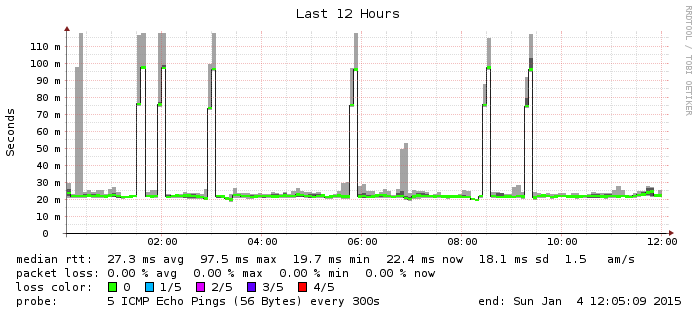 Last 12 Hours
RRDTOOL / TOBI OETIKER
Seconds
110 m
100 m
90 m
80 m
70 m
60 m
50 m
40 m
30 m
20 m
10 m
0
02:00 04:00 06:00 08:00 10:00 12:00
median rtt: 27.3 ms avg 97.5 ms max 19.7 ms min 22.4 ms now 18.1 ms sd 1.5 am/s
packet loss: 0.00 % avg 0.00 % max 0.00 % min 0.00 % now
loss color: 0 1/5 2/5 3/5 4/5
probe: 5 ICMP Echo Pings (56 Bytes) every 300s end: Sun Jan 4 12:05:09 2015